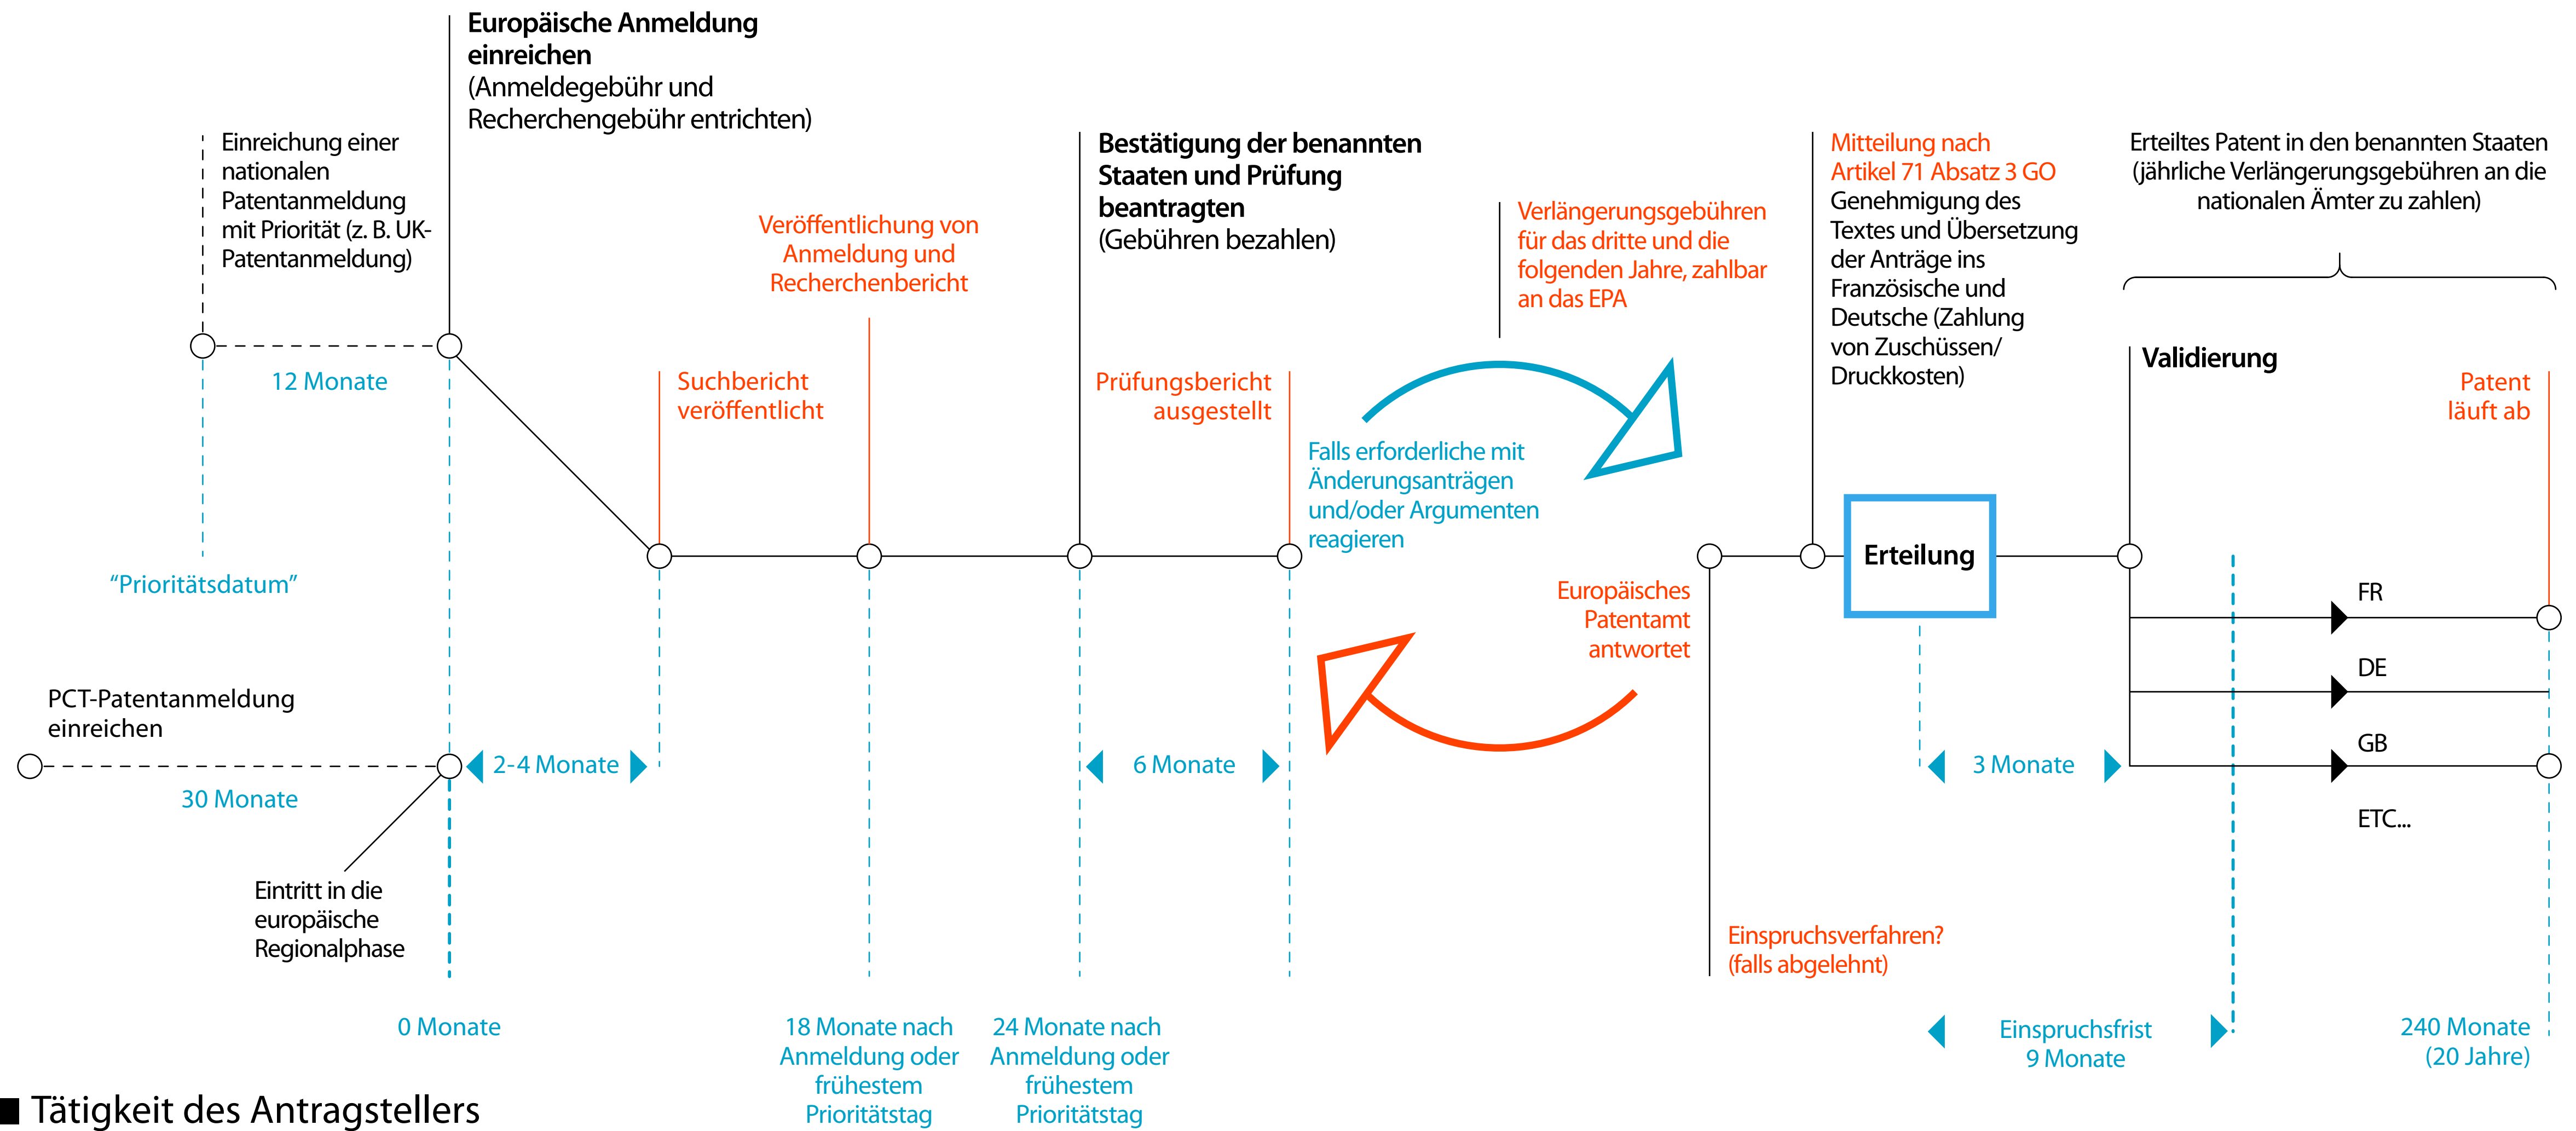 Europäische Anmeldung
einreichen
(Anmeldegebühr und
Recherchengebühr entrichten)
Einreichung einer
nationalen
Patentanmeldung
mit Priorität (z. B. UK-
Patentanmeldung)
12 Monate
“Prioritätsdatum”
PCT-Patentanmeldung
einreichen
30 Monate
Eintritt in die
europäische
Regionalphase
0 Monate
2-4 Monate
Suchbericht
veröffentlicht
Veröffentlichung von
Anmeldung und
Recherchenbericht
18 Monate nach
Anmeldung oder
frühestem
Prioritätstag
Bestätigung der benannten
Staaten und Prüfung
beantragten
(Gebühren bezahlen)
24 Monate nach
Anmeldung oder
frühestem
Prioritätstag
6 Monate
Prüfungsbericht
ausgestellt
Falls erforderliche mit
Änderungsanträgen
und/oder Argumenten
reagieren
Verlängerungsgebühren
für das dritte und die
folgenden Jahre, zahlbar
an das EPA
Europäisches
Patentamt
antwortet
Einspruchsverfahren?
(falls abgelehnt)
Mitteilung nach
Artikel 71 Absatz 3 GO
Genehmigung des
Textes und Übersetzung
der Anträge ins
Französische und
Deutsche (Zahlung
von Zuschüssen/
Druckkosten)
Erteilung
3 Monate
Einspruchsfrist
9 Monate
Erteiltes Patent in den benannten Staaten
(jährliche Verlängerungsgebühren an die
nationalen Ämter zu zahlen)
Validierung
Patent
läuft ab
FR
DE
GB
ETC...
240 Monate
(20 Jahre)
Tätigkeit des Antragstellers